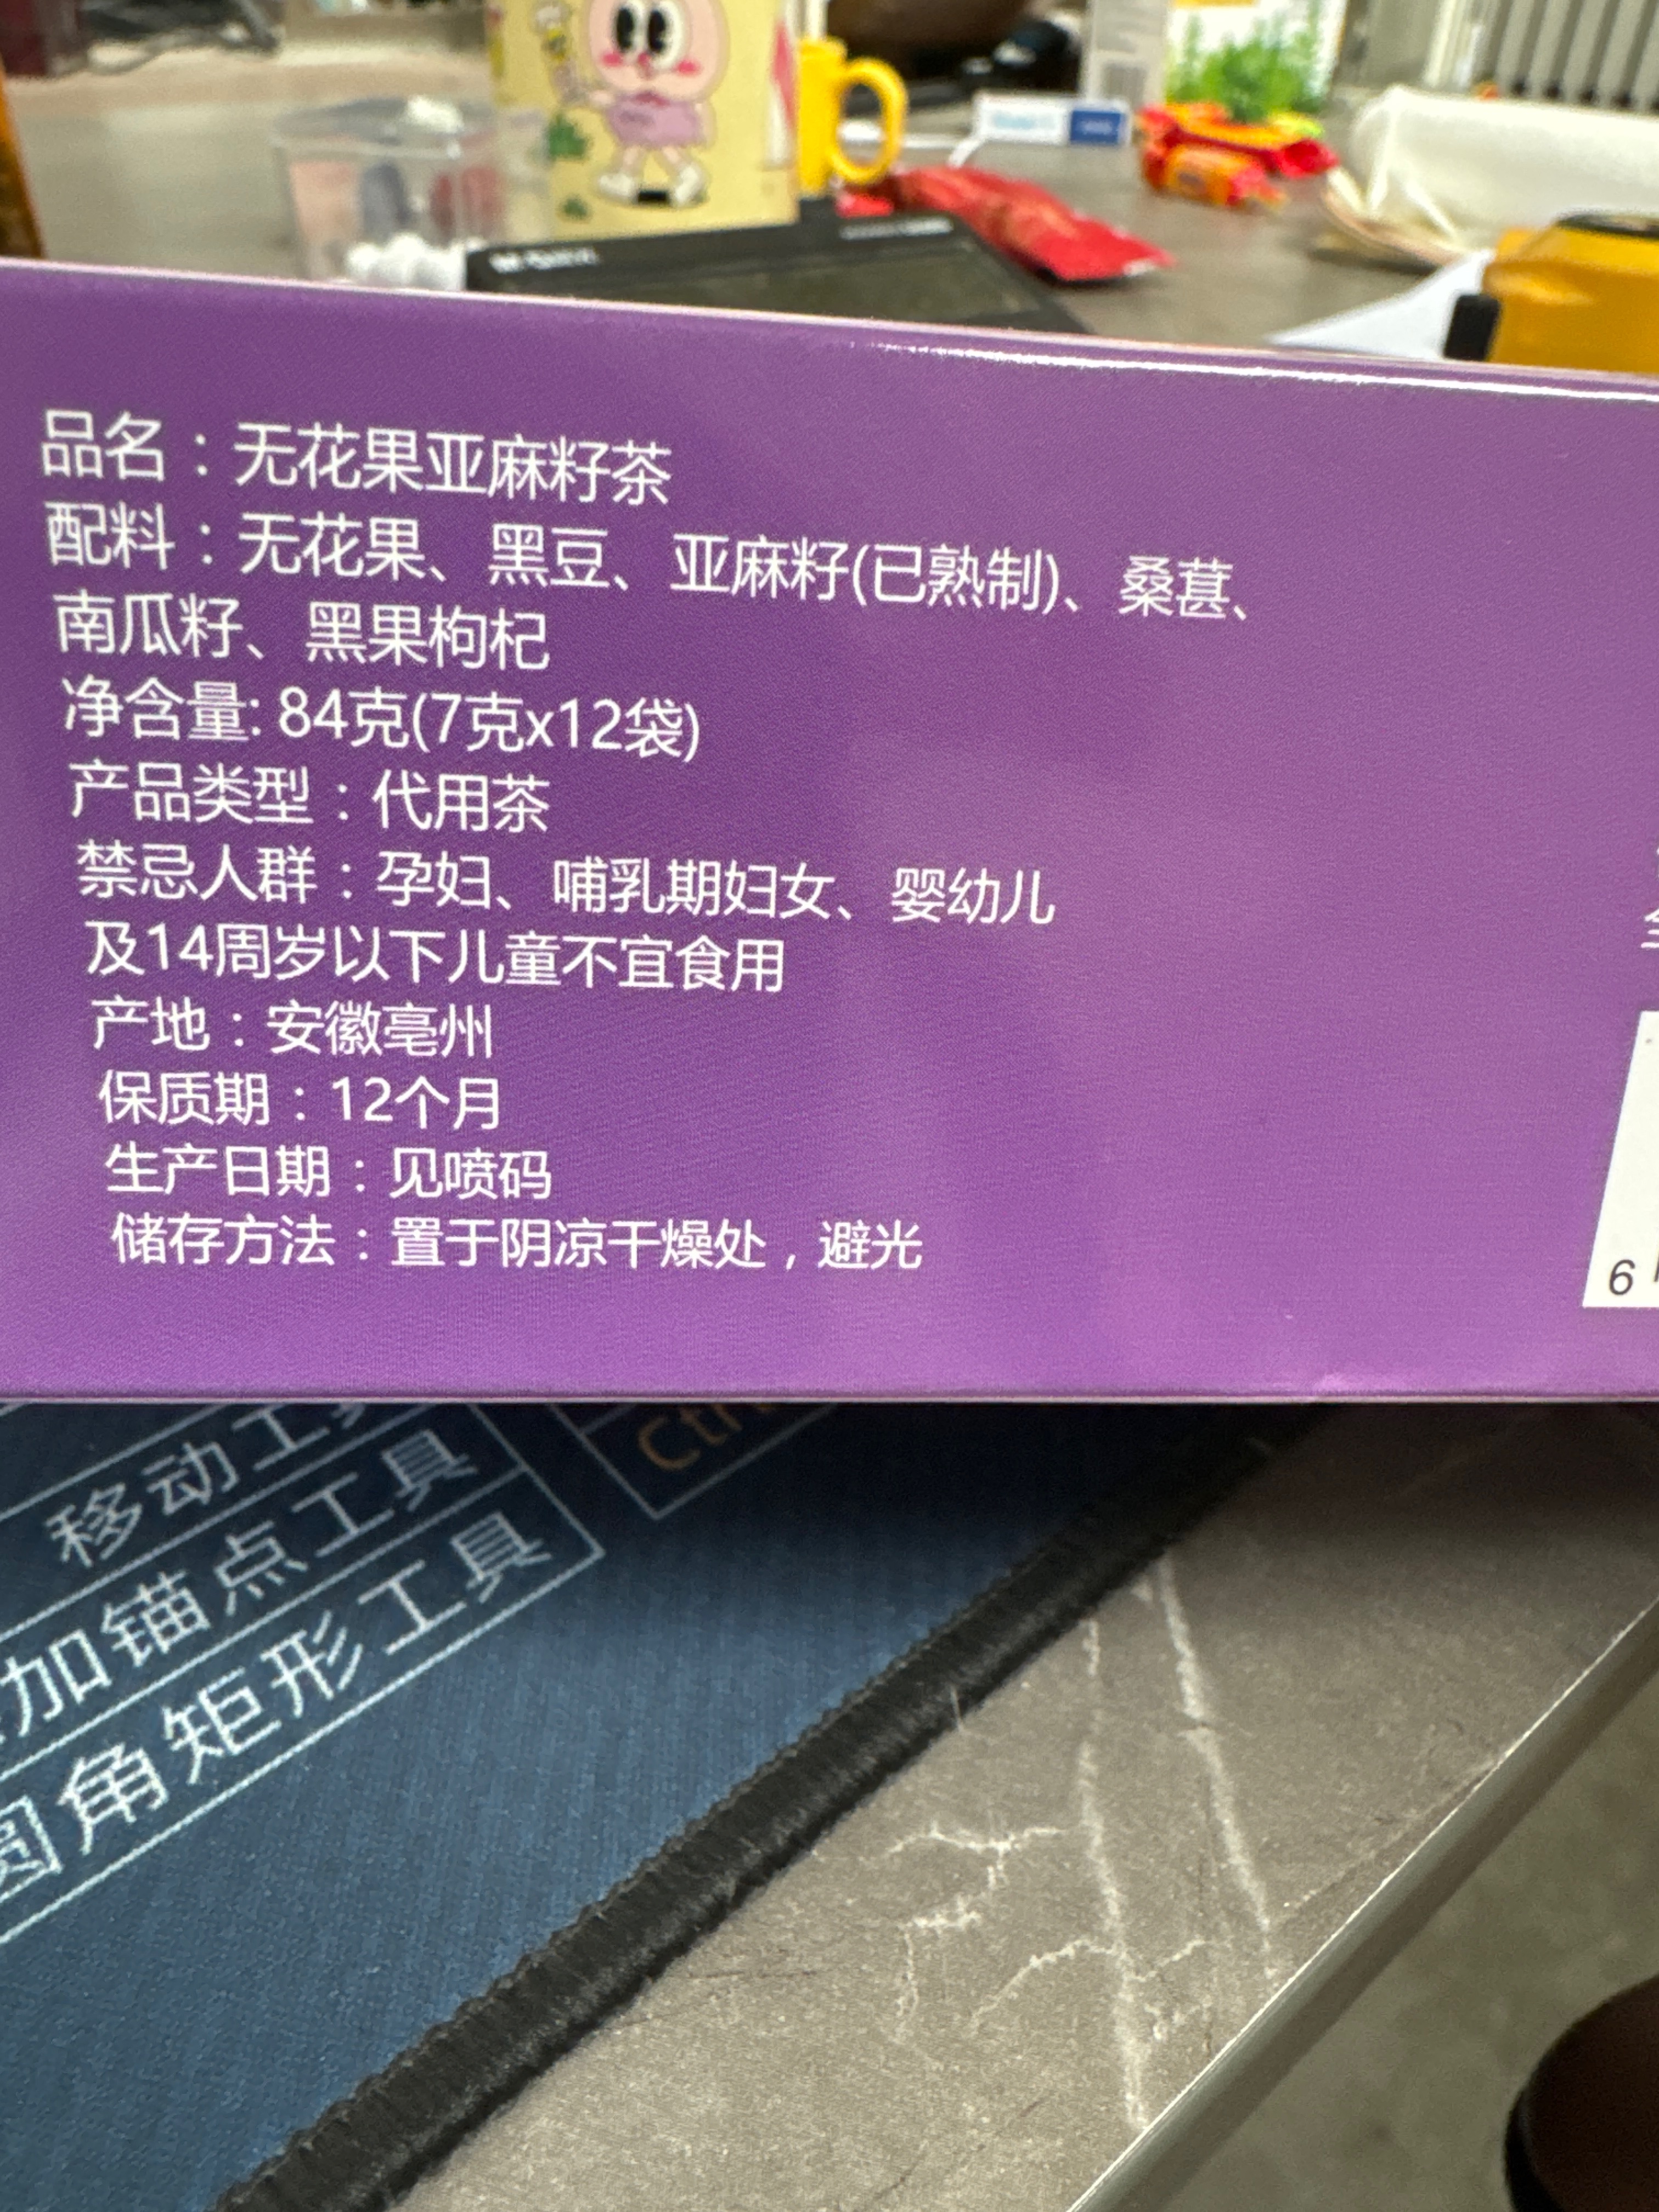 品名：无花果亚麻籽茶
配料：无花果、黑豆、亚麻籽(已熟制)、桑葚、
南瓜籽、黑果枸杞
净含量: 84克(7克x12袋)
产品类型：代用茶
禁忌人群：孕妇、哺乳期妇女、婴幼儿
及14周岁以下儿童不宜食用
产地：安徽亳州
保质期：12个月
生产日期：见喷码
储存方法：置于阴凉干燥处，避光
6
移动工具
加锚点工具
圆角矩形工具